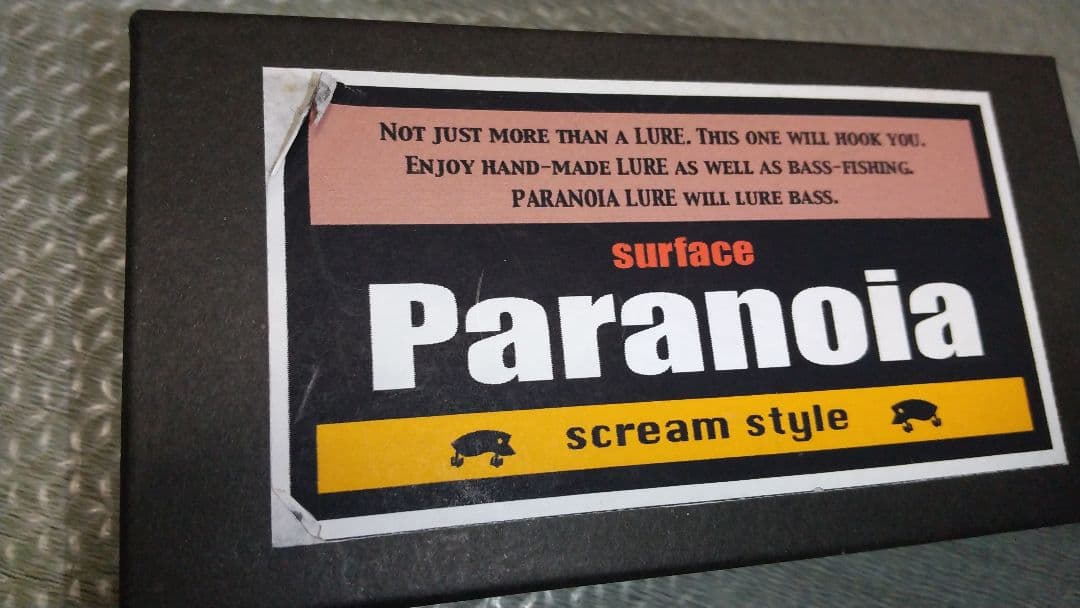 NOT JUST MORE THAN A LURE. THIS ONE WILL HOOK YOU.
ENJOY HAND-MADE LURE AS WELL AS BASS-FISHING.
PARANOIA LURE WILL LURE BASS.
surface
Paranoia
scream style